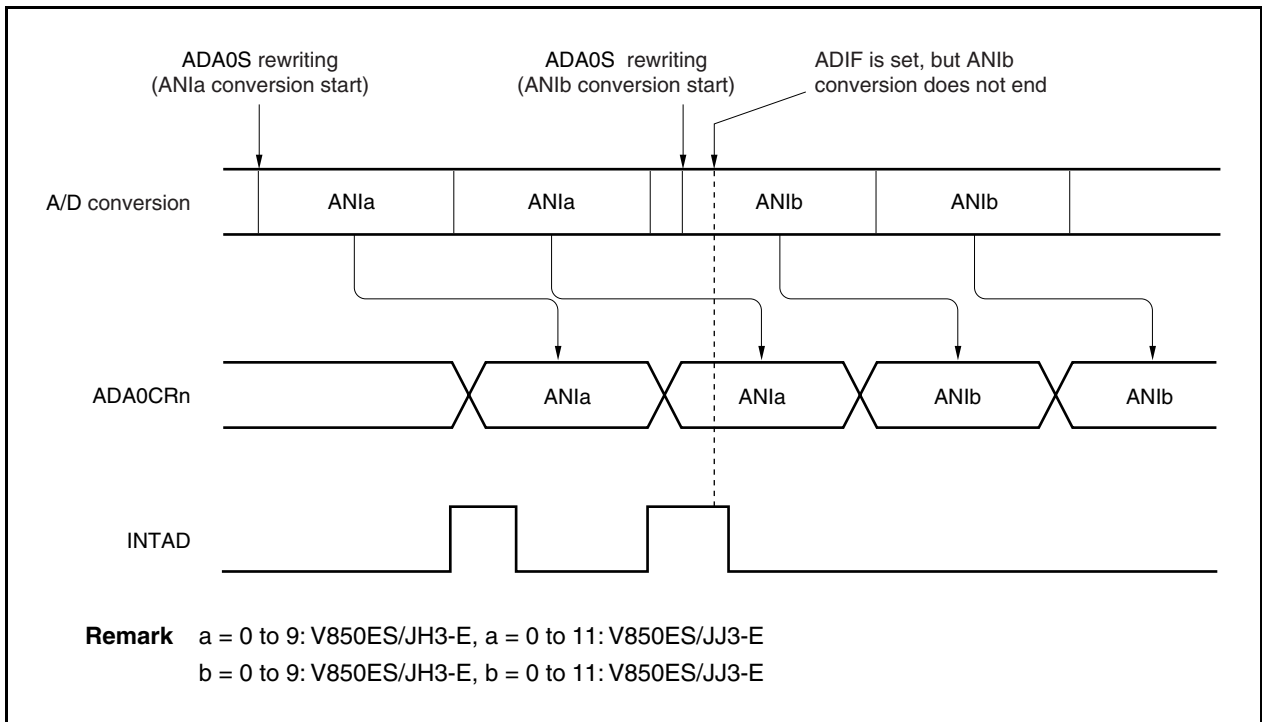 ADA0S rewriting
(ANIa conversion start)
ADA0S rewriting
(ANIb conversion start)
ADIF is set, but ANIb
conversion does not end
A/D conversion
ANIa
ANIa
ANIb
ANIb
ADA0CRn
ANIa
ANIa
ANIb
ANIb
INTAD
Remark a = 0 to 9: V850ES/JH3-E, a = 0 to 11: V850ES/JJ3-E
b = 0 to 9: V850ES/JH3-E, b = 0 to 11: V850ES/JJ3-E